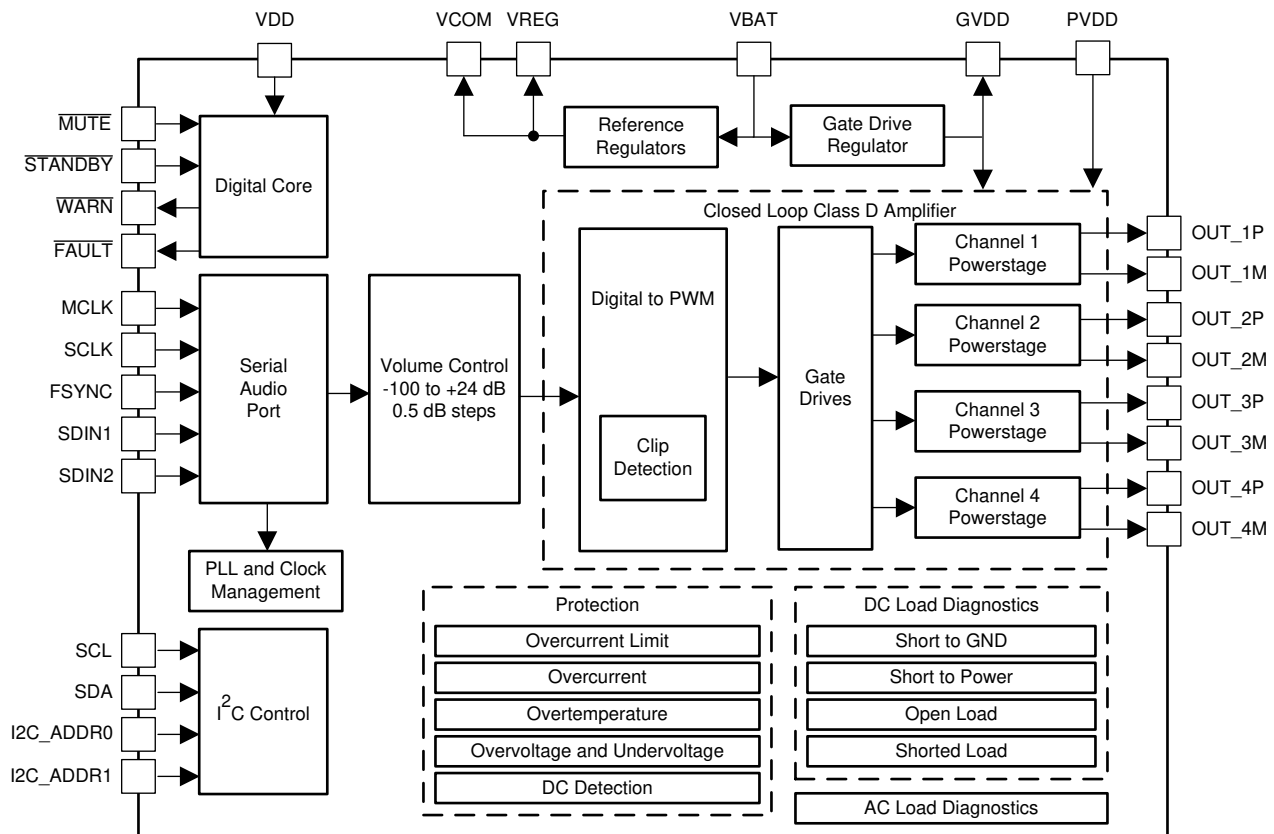 VDD
VCOM
VREG
VBAT
GVDD
PVDD
MUTE
STANDBY
WARN
FAULT
MCLK
SCLK
FSYNC
SDIN1
SDIN2
SCL
SDA
I2C_ADDR0
I2C_ADDR1
Digital Core
Reference
Regulators
Gate Drive
Regulator
Serial
Audio
Port
Volume Control
-100 to +24 dB
0.5 dB steps
PLL and Clock
Management
I²C Control
Closed Loop Class D Amplifier
Digital to PWM
Clip
Detection
Gate
Drives
Channel 1
Powerstage
Channel 2
Powerstage
Channel 3
Powerstage
Channel 4
Powerstage
OUT_1P
OUT_1M
OUT_2P
OUT_2M
OUT_3P
OUT_3M
OUT_4P
OUT_4M
Protection
Overcurrent Limit
Overcurrent
Overtemperature
Overvoltage and Undervoltage
DC Detection
DC Load Diagnostics
Short to GND
Short to Power
Open Load
Shorted Load
AC Load Diagnostics